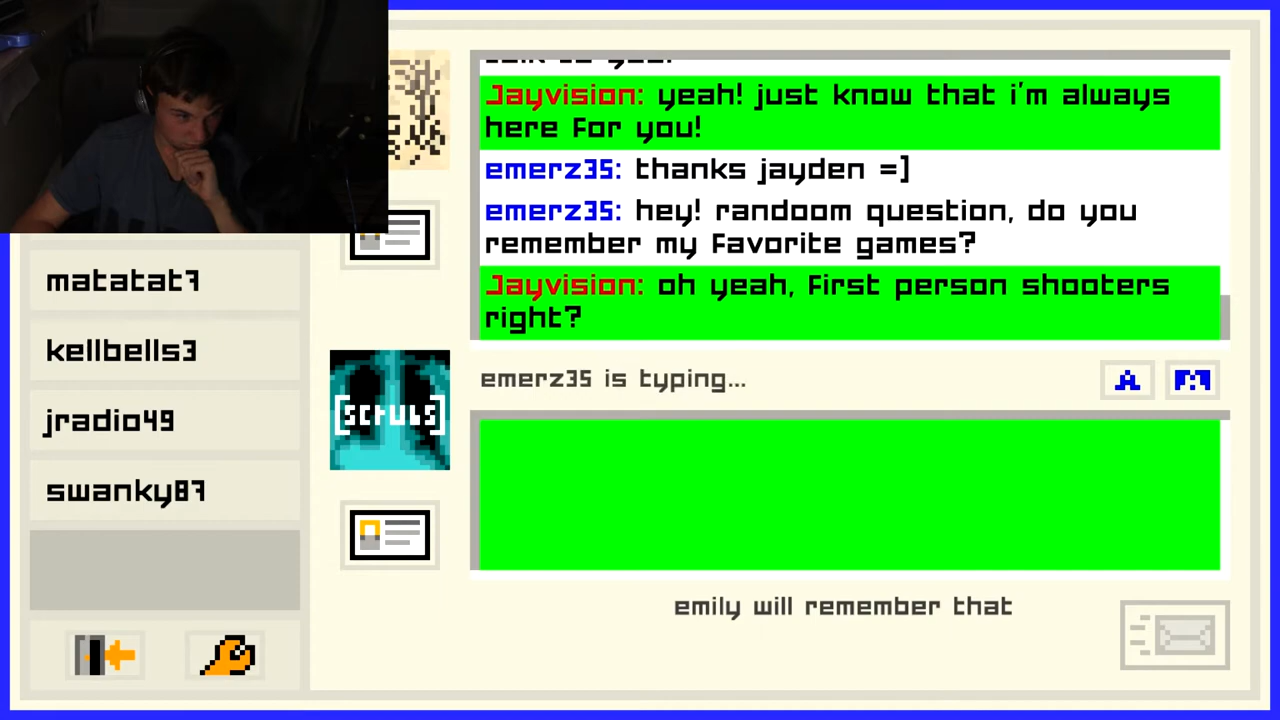 Jayvision: yeah! just know that i'm always
here for you!
emerz35: thanks jayden =]
emerz35: hey! randoom question, do you
remember my favorite games?
Jayvision: oh yeah, first person shooters
right?
emerz35 is typing...
A
matatat7
kellbells3
jradio49
swanky87
[scrubs]
emily will remember that